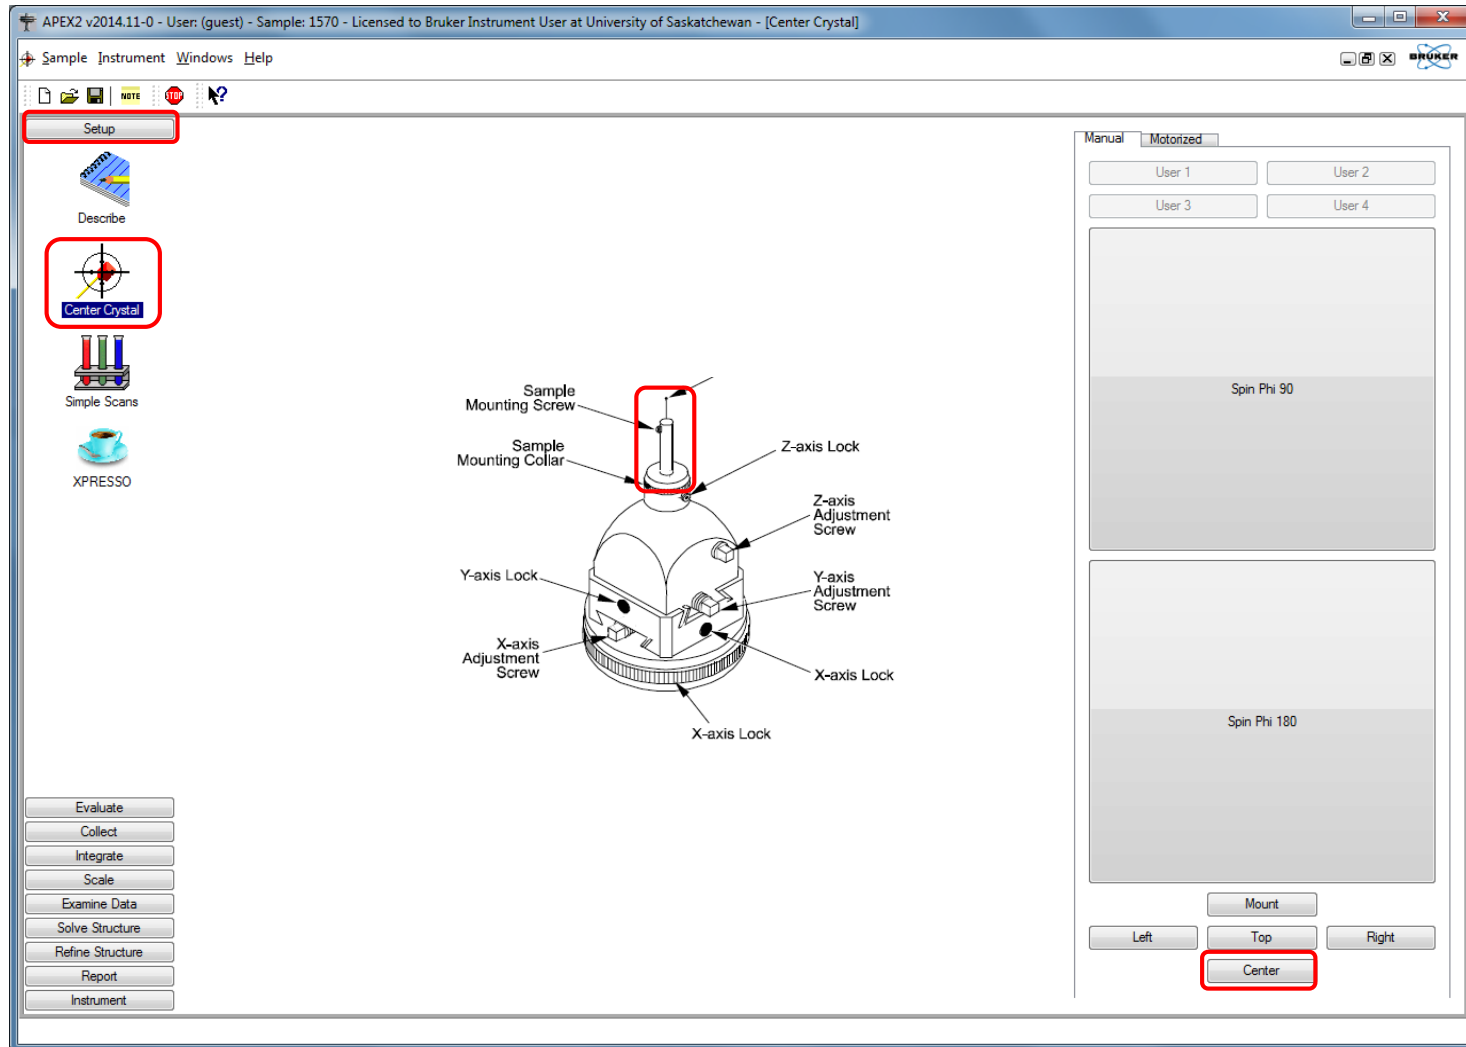 APEX2 v2014.11-0 - User: (guest) - Sample: 1570 - Licensed to Bruker Instrument User at University of Saskatchewan - [Center Crystal]
Sample Instrument Windows Help
BRUKER
NOTE
STOP
Setup
Describe
Center Crystal
Simple Scans
XPRESSO
Evaluate
Collect
Integrate
Scale
Examine Data
Solve Structure
Refine Structure
Report
Instrument
Sample
Mounting Screw
Sample
Mounting Collar
Z-axis Lock
Z-axis
Adjustment
Screw
Y-axis Lock
Y-axis
Adjustment
Screw
X-axis
Adjustment
Screw
X-axis Lock
X-axis Lock
Manual Motorized
User 1 User 2
User 3 User 4
Spin Phi 90
Spin Phi 180
Mount
Left Top Right
Center